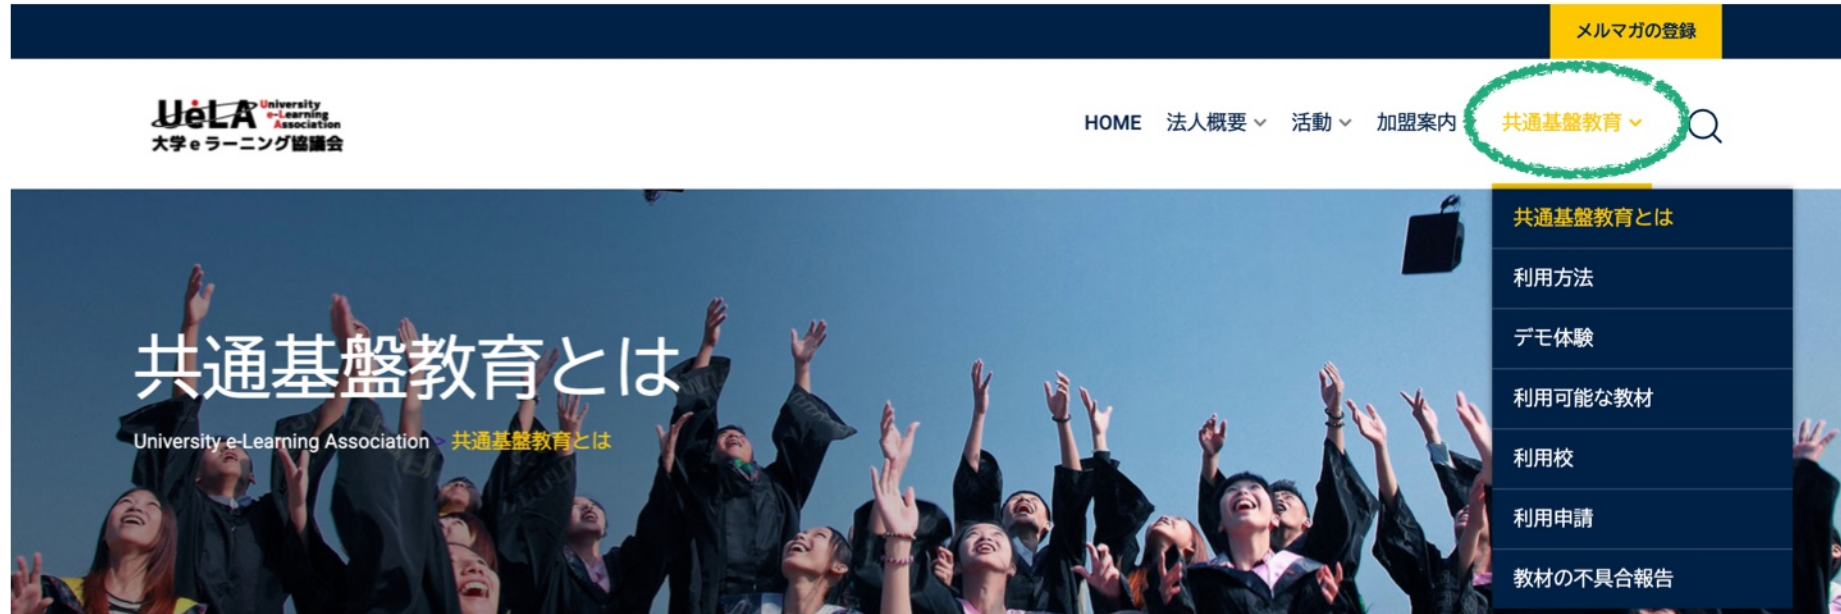 メルマガの登録
UeLA University
e-Learning
Association
大学 e ラーニング協議会
HOME 法人概要 活動 加盟案内 共通基盤教育
共通基盤教育とは
利用方法
デモ体験
利用可能な教材
利用校
利用申請
教材の不具合報告
共通基盤教育とは
University e-Learning Association > 共通基盤教育とは